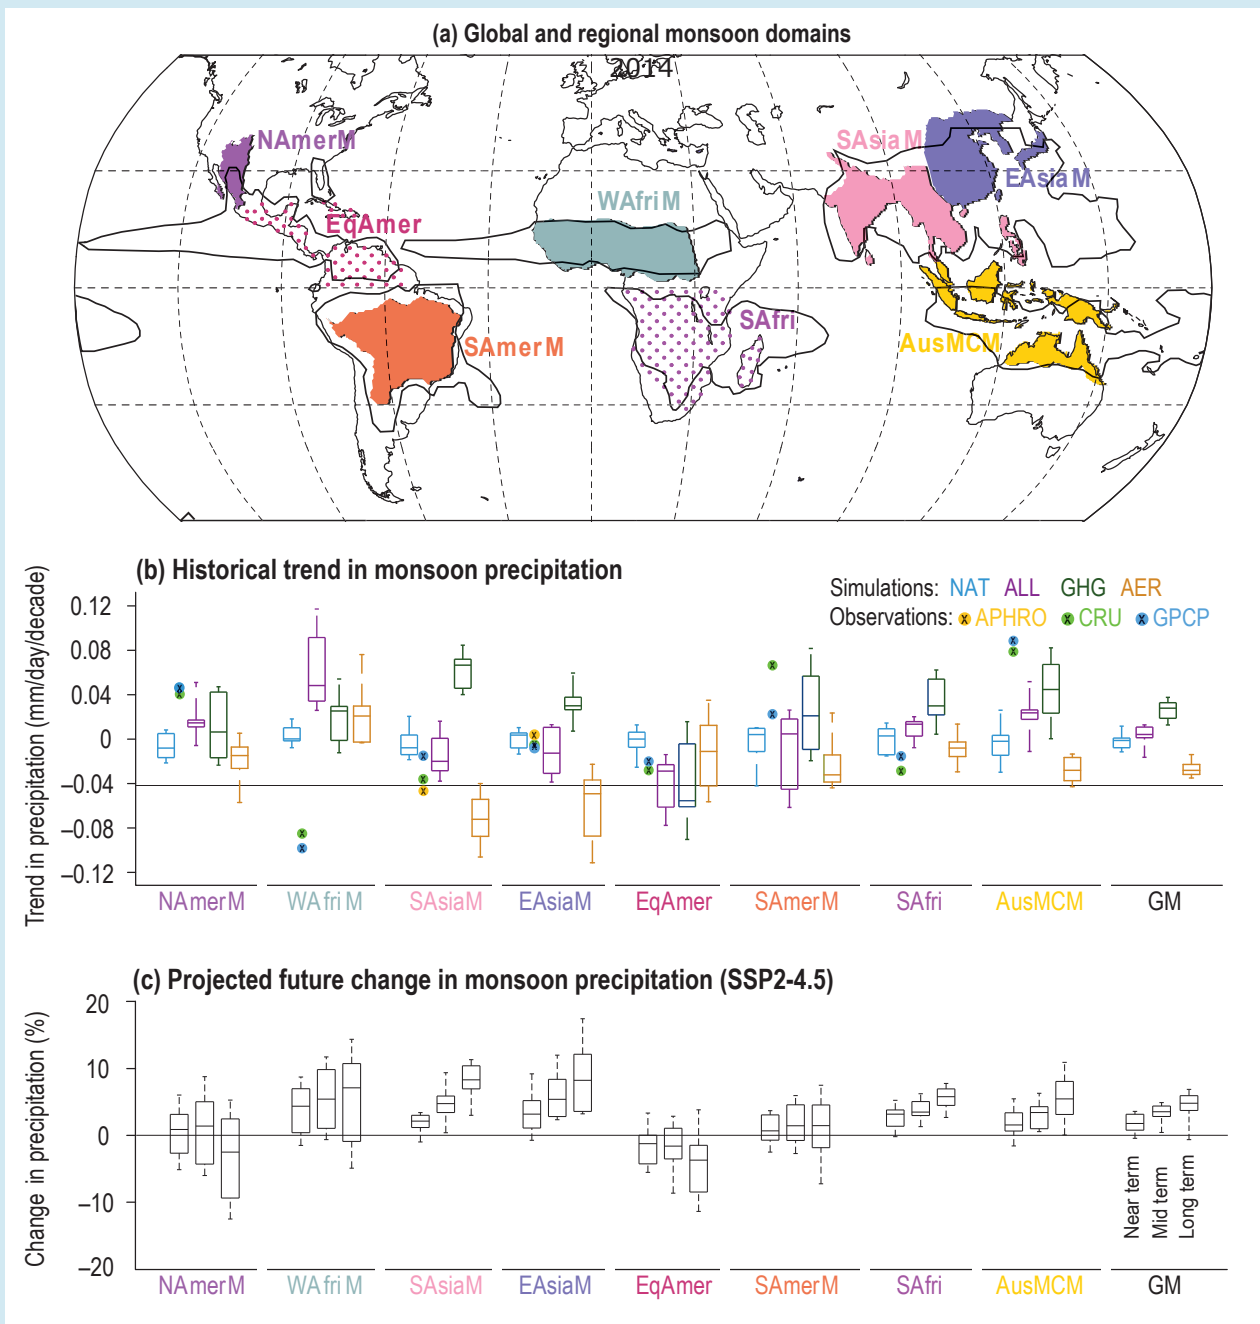 (a) Global and regional monsoon domains
2014
NAmerM
SAsiaM
EAsiaM
WAfriM
EqAmer
SAfri
SAmerM
AusMCM
(b) Historical trend in monsoon precipitation
Simulations: NAT ALL GHG AER
Observations: APHRO CRU GPCP
Trend in precipitation (mm/day/decade)
0.12
0.08
0.04
0
−0.04
−0.08
−0.12
NAmerM WAfriM SAsiaM EAsiaM EqAmer SAmerM SAfri AusMCM GM
(c) Projected future change in monsoon precipitation (SSP2-4.5)
Change in precipitation (%)
20
10
0
−10
−20
Near term
Mid term
Long term
NAmerM WAfriM SAsiaM EAsiaM EqAmer SAmerM SAfri AusMCM GM